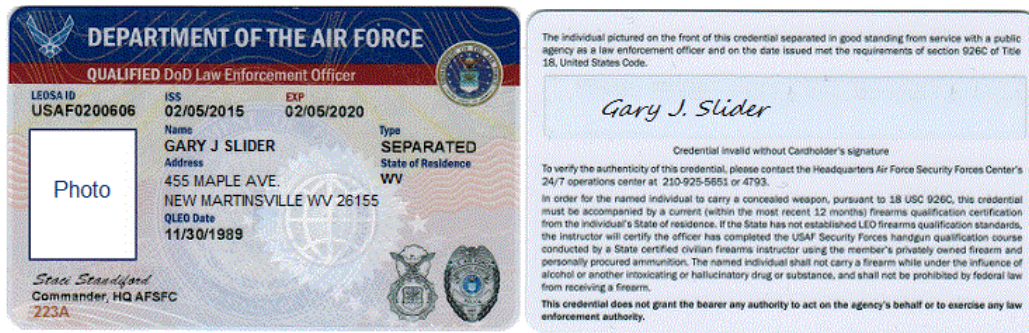 DEPARTMENT OF THE AIR FORCE
QUALIFIED DoD Law Enforcement Officer
LEOSA ID
USAF0200606
ISS
02/05/2015
EXP
02/05/2020
Name
GARY J SLIDER
Type
SEPARATED
Address
455 MAPLE AVE.
NEW MARTINSVILLE WV 26155
State of Residence
WV
QLEO Date
11/30/1989
Photo
Staci Standiford
Commander, HQ AFSFC
223A
The individual pictured on the front of this credential separated in good standing from service with a public
agency as a law enforcement officer and on the date issued met the requirements of section 926C of Title
18, United States Code.
Gary J. Slider
Credential invalid without Cardholder's signature
To verify the authenticity of this credential, please contact the Headquarters Air Force Security Forces Center's
24/7 operations center at 210-925-5651 or 4793.
In order for the named individual to carry a concealed weapon, pursuant to 18 USC 926C, this credential
must be accompanied by a current (within the most recent 12 months) firearms qualification certification
from the individual's State of residence. If the State has not established LEO firearms qualification standards,
the instructor will certify the officer has completed the USAF Security Forces handgun qualification course
conducted by a State certified civilian firearms instructor using the member's privately owned firearm and
personally procured ammunition. The named individual shall not carry a firearm while under the influence of
alcohol or another intoxicating or hallucinatory drug or substance, and shall not be prohibited by federal law
from receiving a firearm.
This credential does not grant the bearer any authority to act on the agency's behalf or to exercise any law
enforcement authority.